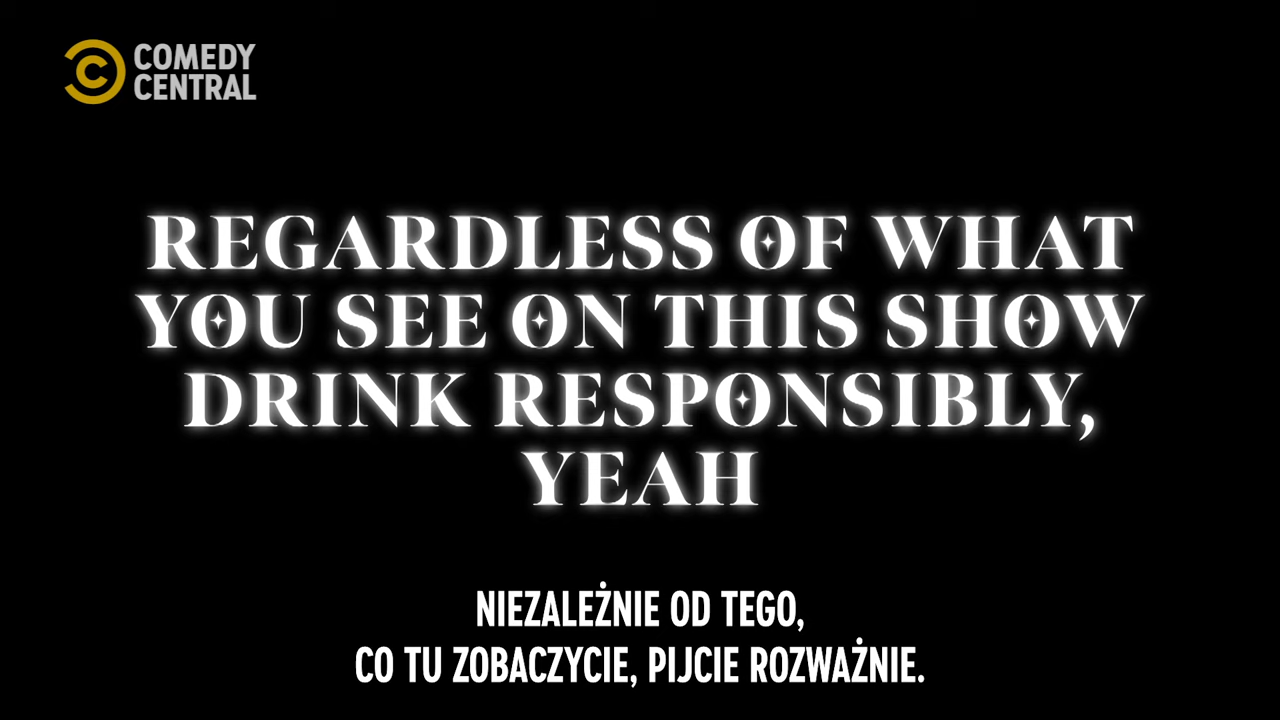 COMEDY
CENTRAL
REGARDLESS OF WHAT
YOU SEE ON THIS SHOW
DRINK RESPONSIBLY,
YEAH
NIEZALEŻNIE OD TEGO,
CO TU ZOBACZYCIE, PIJCIE ROZWAŻNIE.